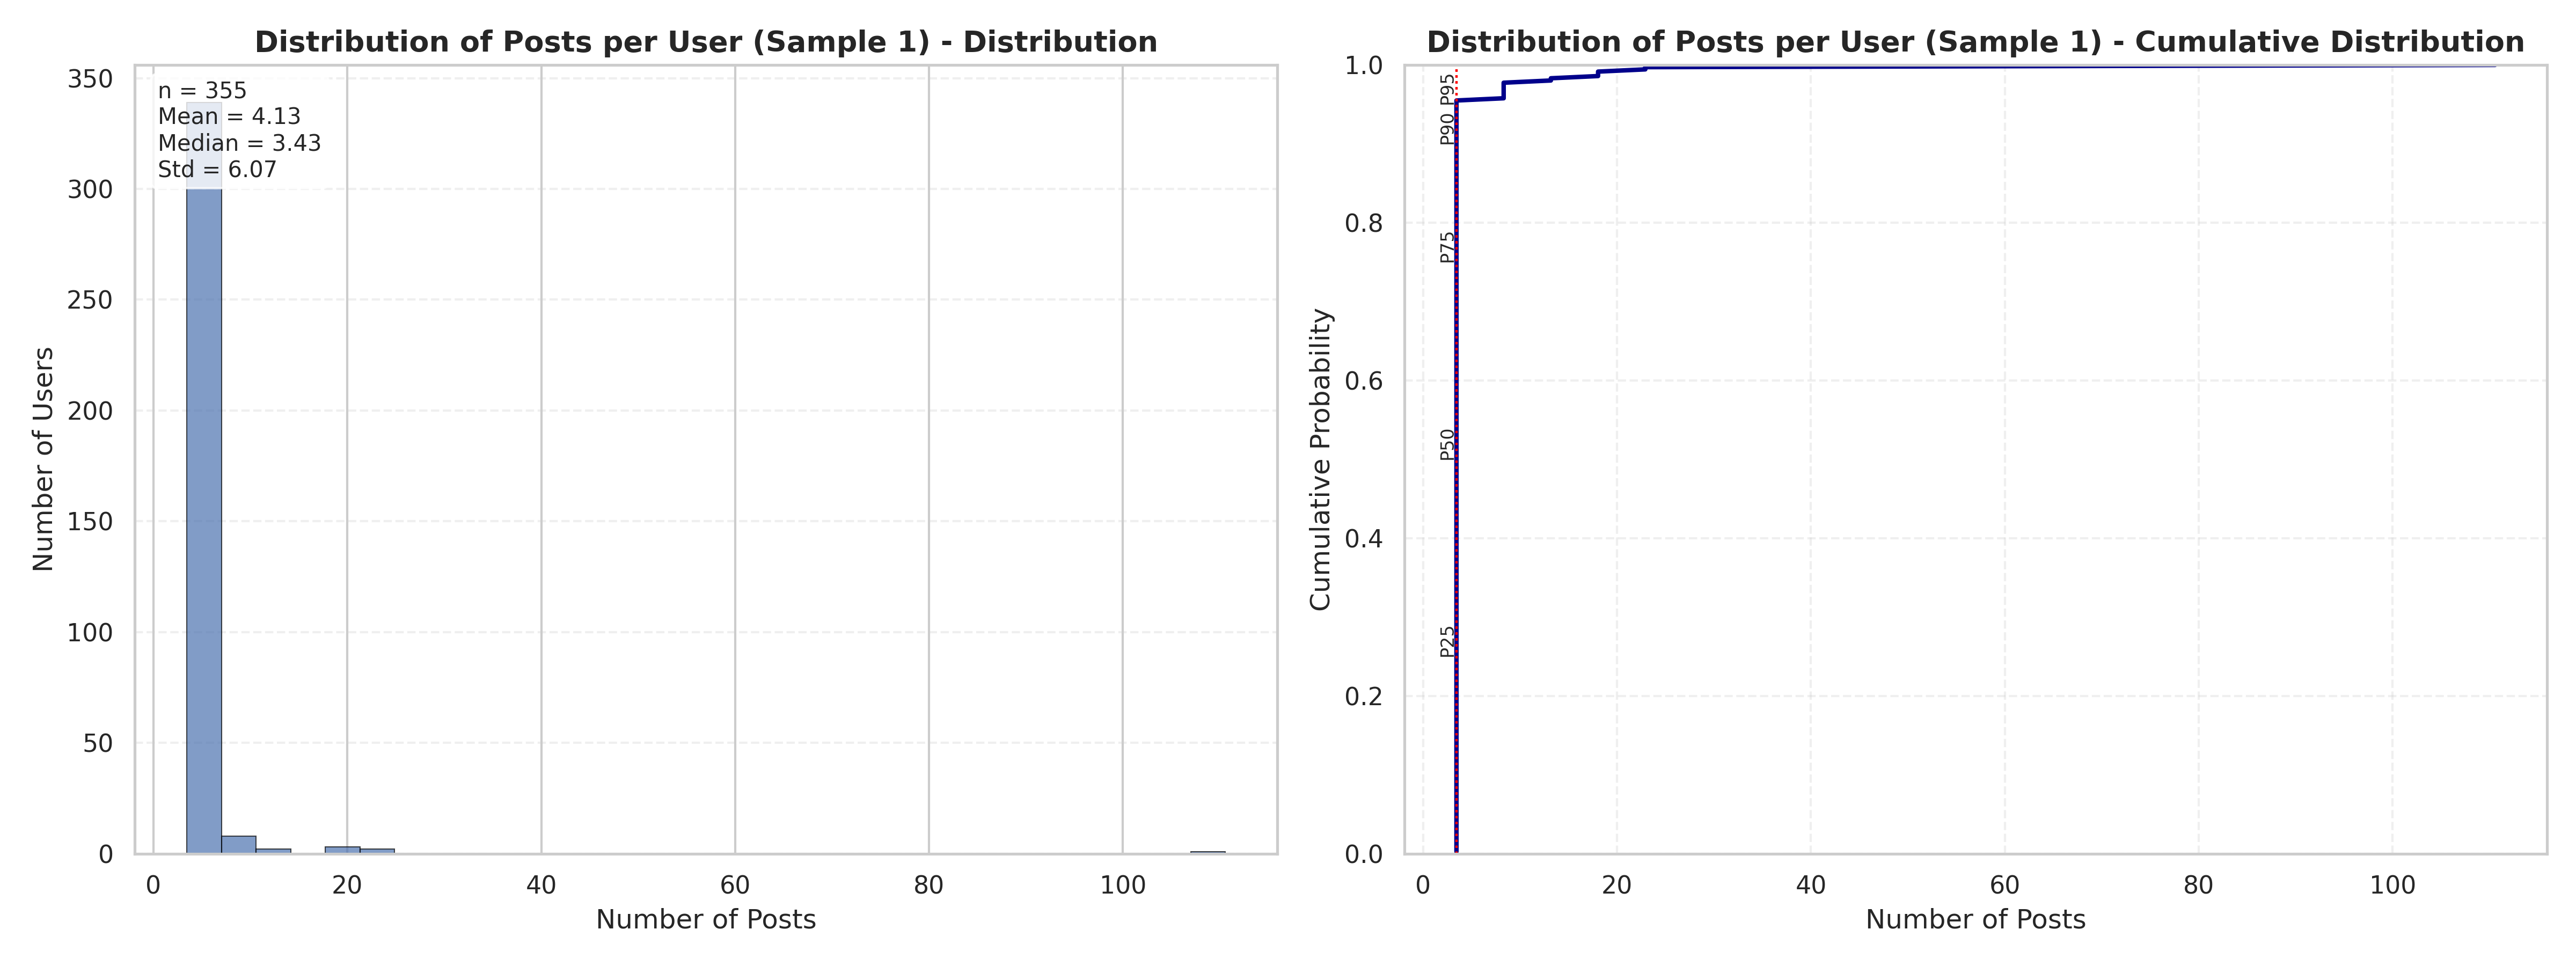 Distribution of Posts per User (Sample 1) - Distribution
350
300
250
200
150
100
50
0
Number of Users
n = 355
Mean = 4.13
Median = 3.43
Std = 6.07
0 20 40 60 80 100
Number of Posts
Distribution of Posts per User (Sample 1) - Cumulative Distribution
1.0
0.8
0.6
0.4
0.2
0.0
Cumulative Probability
P95
P90
P75
P50
P25
0 20 40 60 80 100
Number of Posts